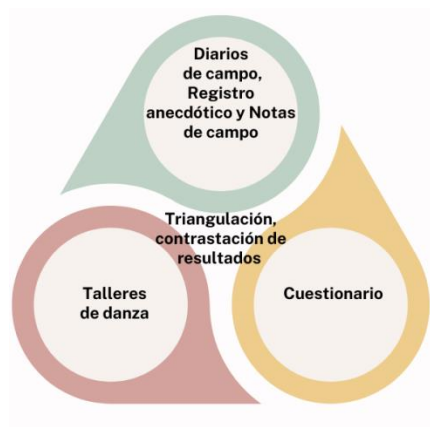 Diarios
de campo,
Registro
anecdótico y Notas
de campo
Triangulación,
contrastación de
resultados
Talleres
de danza
Cuestionario